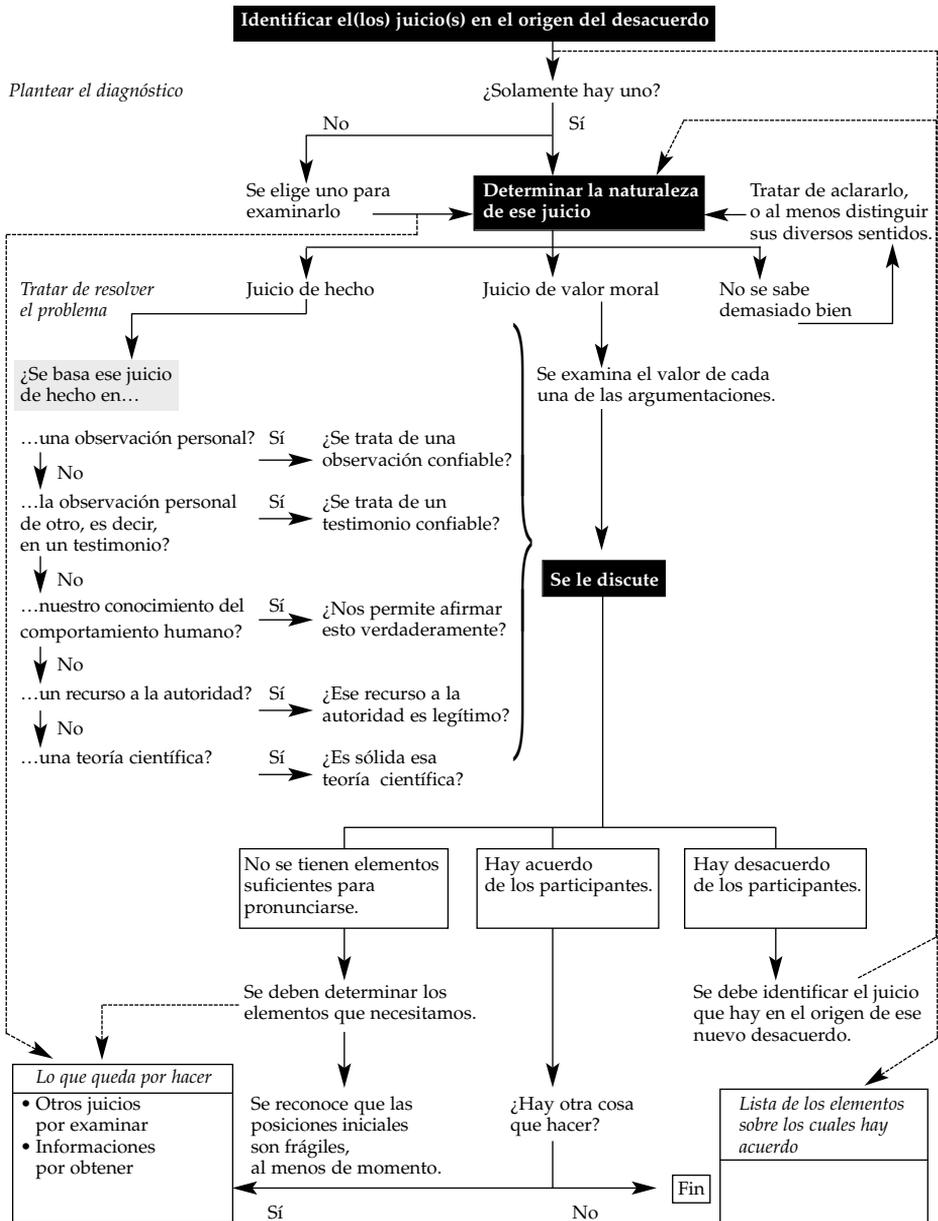 Identificar el(los) juicio(s) en el origen del desacuerdo
Plantear el diagnóstico
¿Solamente hay uno?
No
Sí
Se elige uno para
examinarlo
Determinar la naturaleza
de ese juicio
Tratar de aclararlo,
o al menos distinguir
sus diversos sentidos.
Tratar de resolver
el problema
Juicio de hecho
Juicio de valor moral
No se sabe
demasiado bien
¿Se basa ese juicio
de hecho en…
Se examina el valor de cada
una de las argumentaciones.
…una observación personal?
Sí
¿Se trata de una
observación confiable?
No
…la observación personal
de otro, es decir,
en un testimonio?
Sí
¿Se trata de un
testimonio confiable?
No
Se le discute
…nuestro conocimiento del
comportamiento humano?
Sí
¿Nos permite afirmar
esto verdaderamente?
No
…un recurso a la autoridad?
Sí
¿Ese recurso a la
autoridad es legítimo?
No
…una teoría científica?
Sí
¿Es sólida esa
teoría científica?
No se tienen elementos
suficientes para
pronunciarse.
Hay acuerdo
de los participantes.
Hay desacuerdo
de los participantes.
Se deben determinar los
elementos que necesitamos.
Se debe identificar el juicio
que hay en el origen de ese
nuevo desacuerdo.
Lo que queda por hacer
• Otros juicios
por examinar
• Informaciones
por obtener
Se reconoce que las
posiciones iniciales
son frágiles,
al menos de momento.
¿Hay otra cosa
que hacer?
Lista de los elementos
sobre los cuales hay
acuerdo
Fin
Sí
No